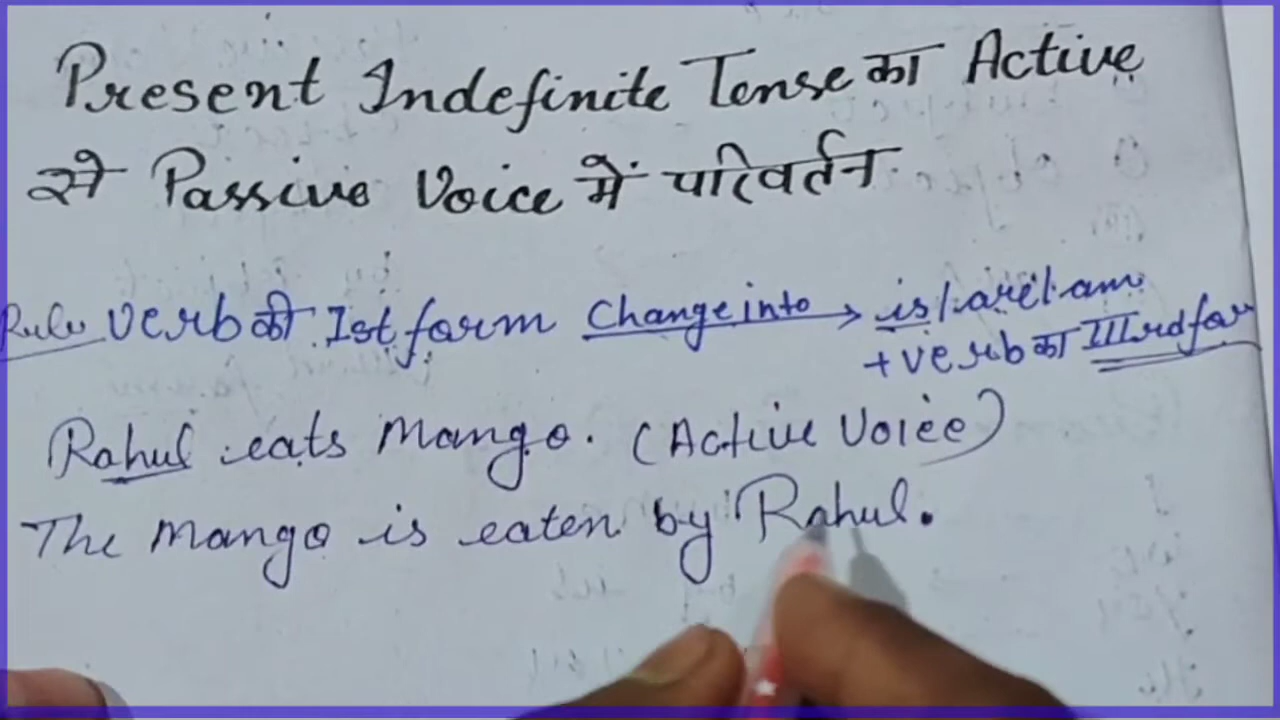 Present Indefinite Tense का Active
से Passive Voice में परिवर्तन
Rule verb की Ist form Change into → is/are/am
+ verb का IIIrd for
Rahul eats Mango. (Active Voice)
The Mango is eaten by Rahul.